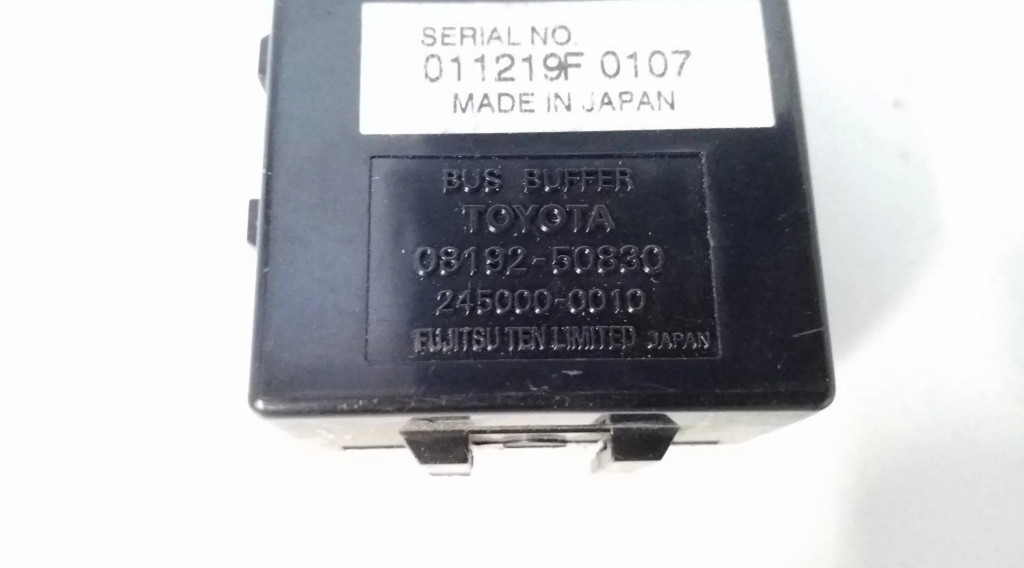 SERIAL NO.
011219F 0107
MADE IN JAPAN
BUS BUFFER
TOYOTA
08192-50830
245000-0010
FUJITSU TEN LIMITED JAPAN